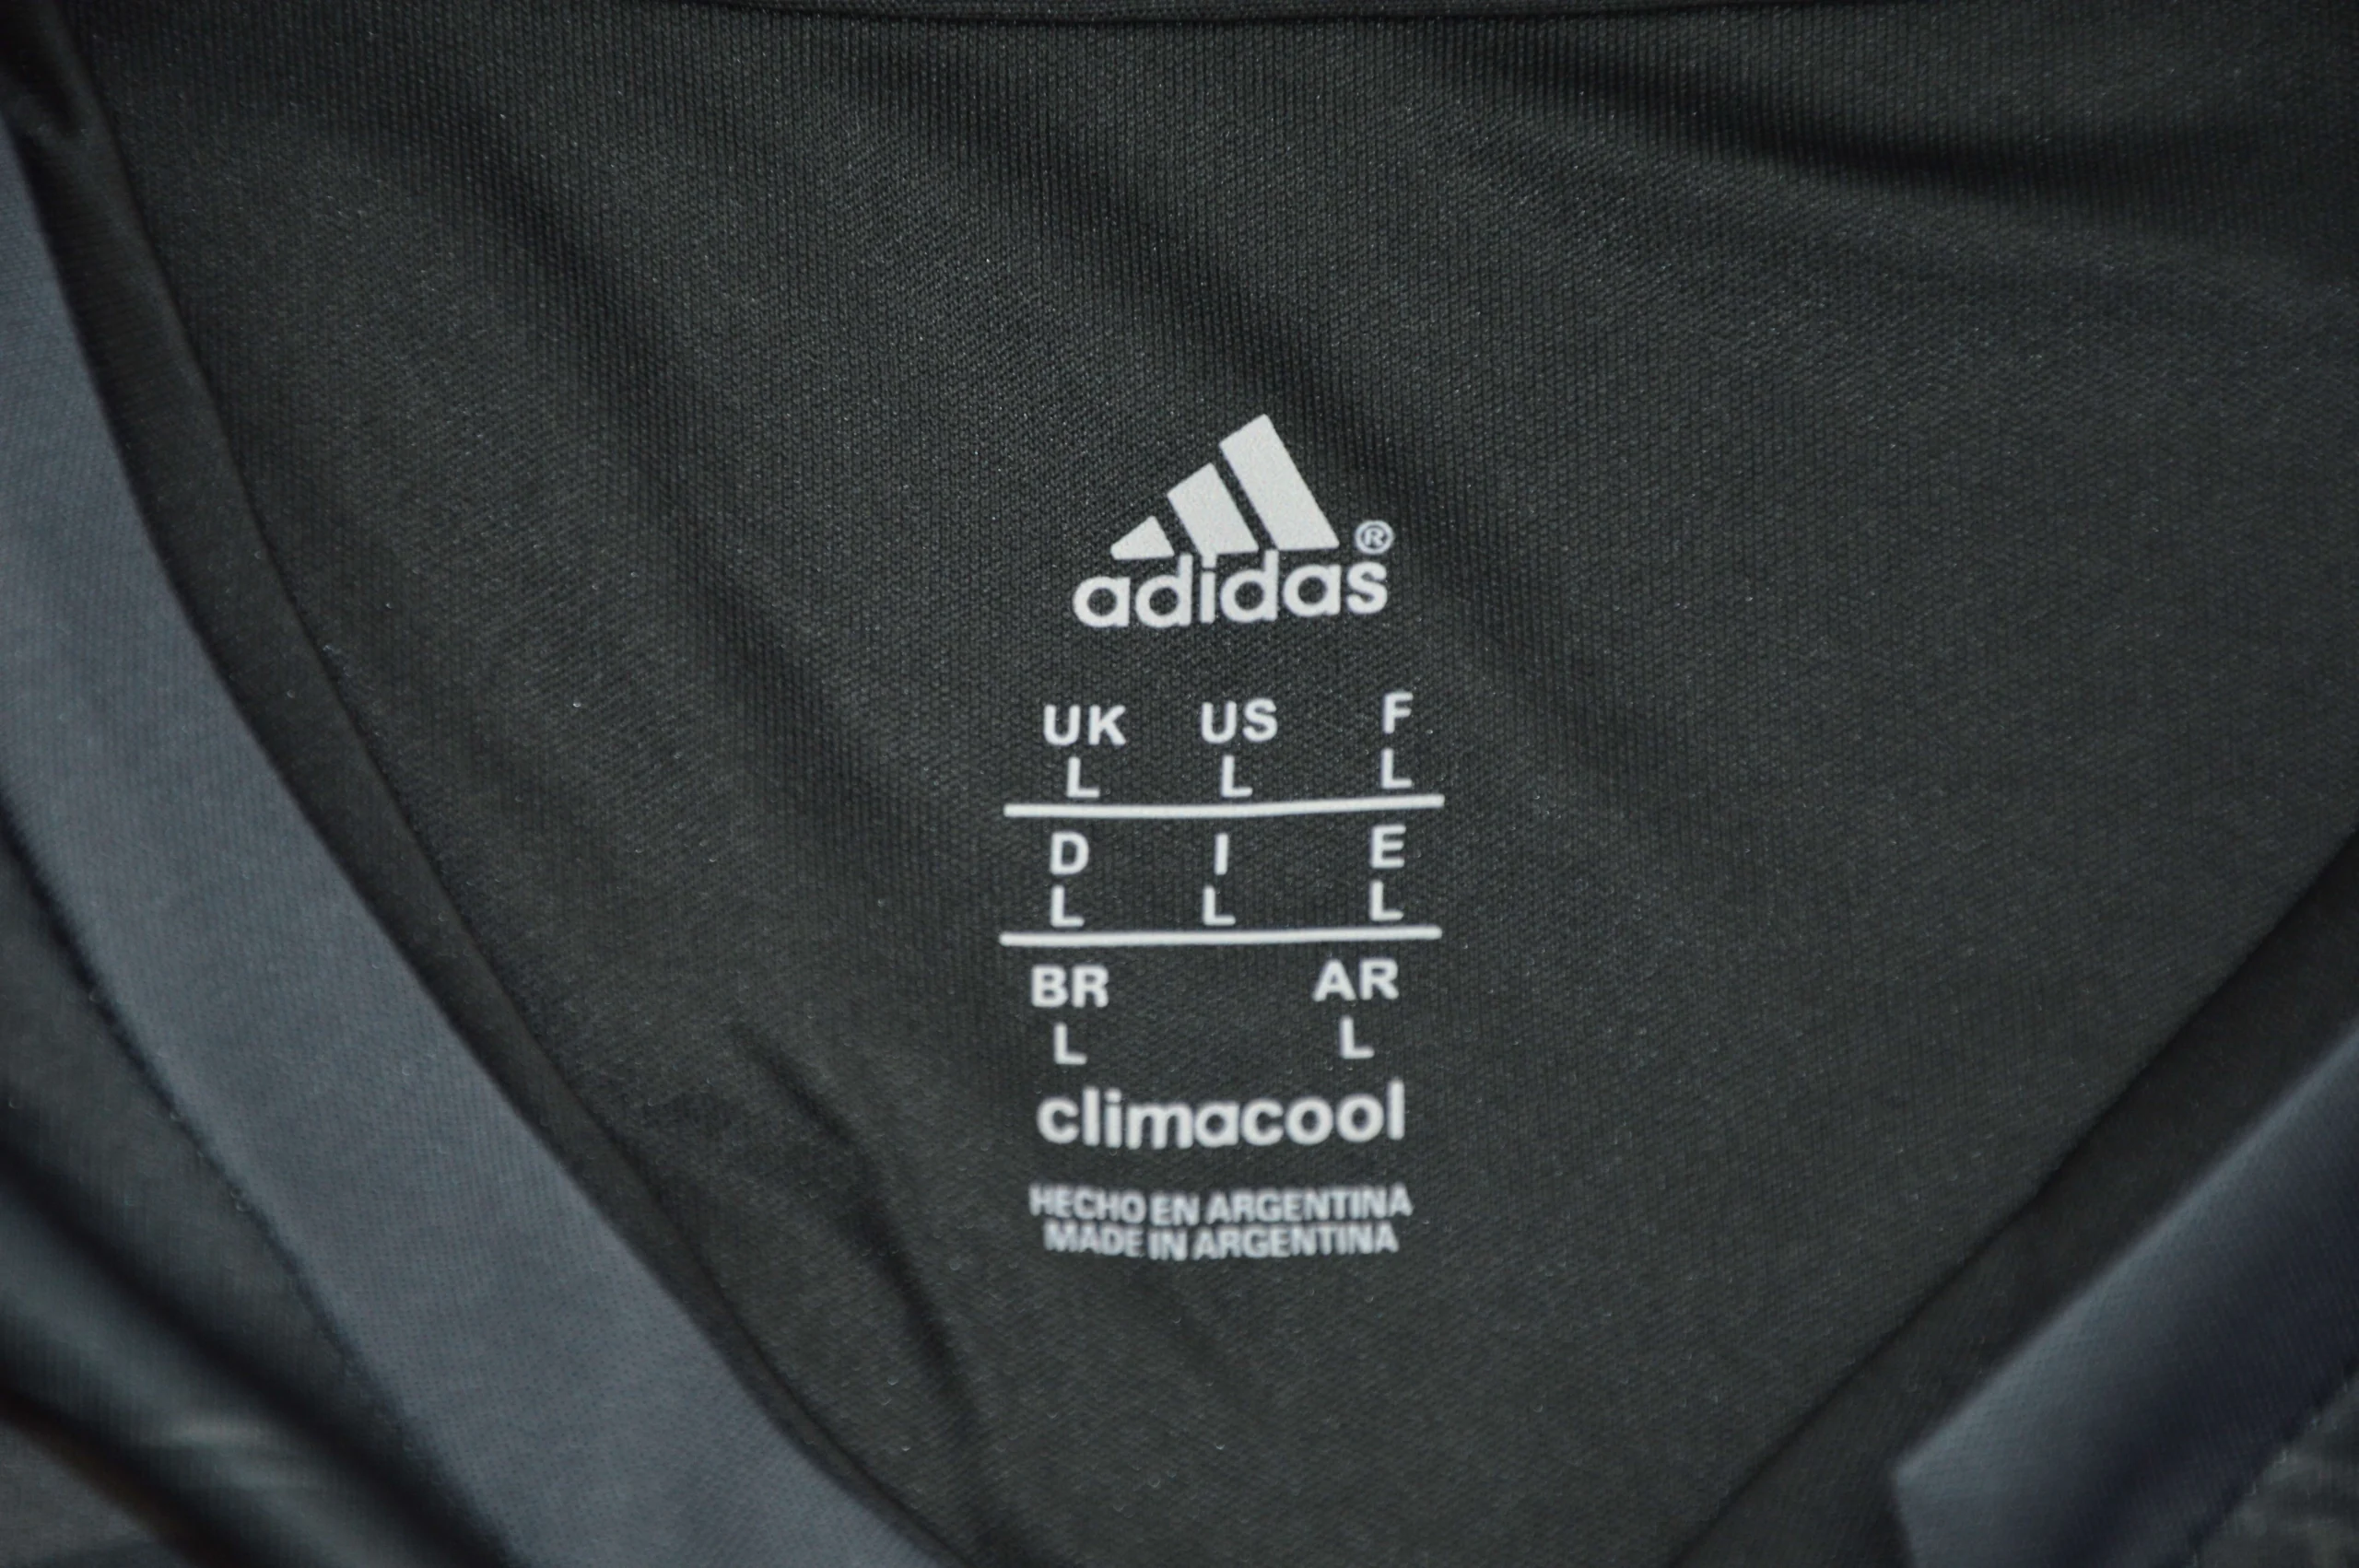 adidas®
UK US F
L L L
D I E
L L L
BR AR
L L
climacool
HECHO EN ARGENTINA
MADE IN ARGENTINA